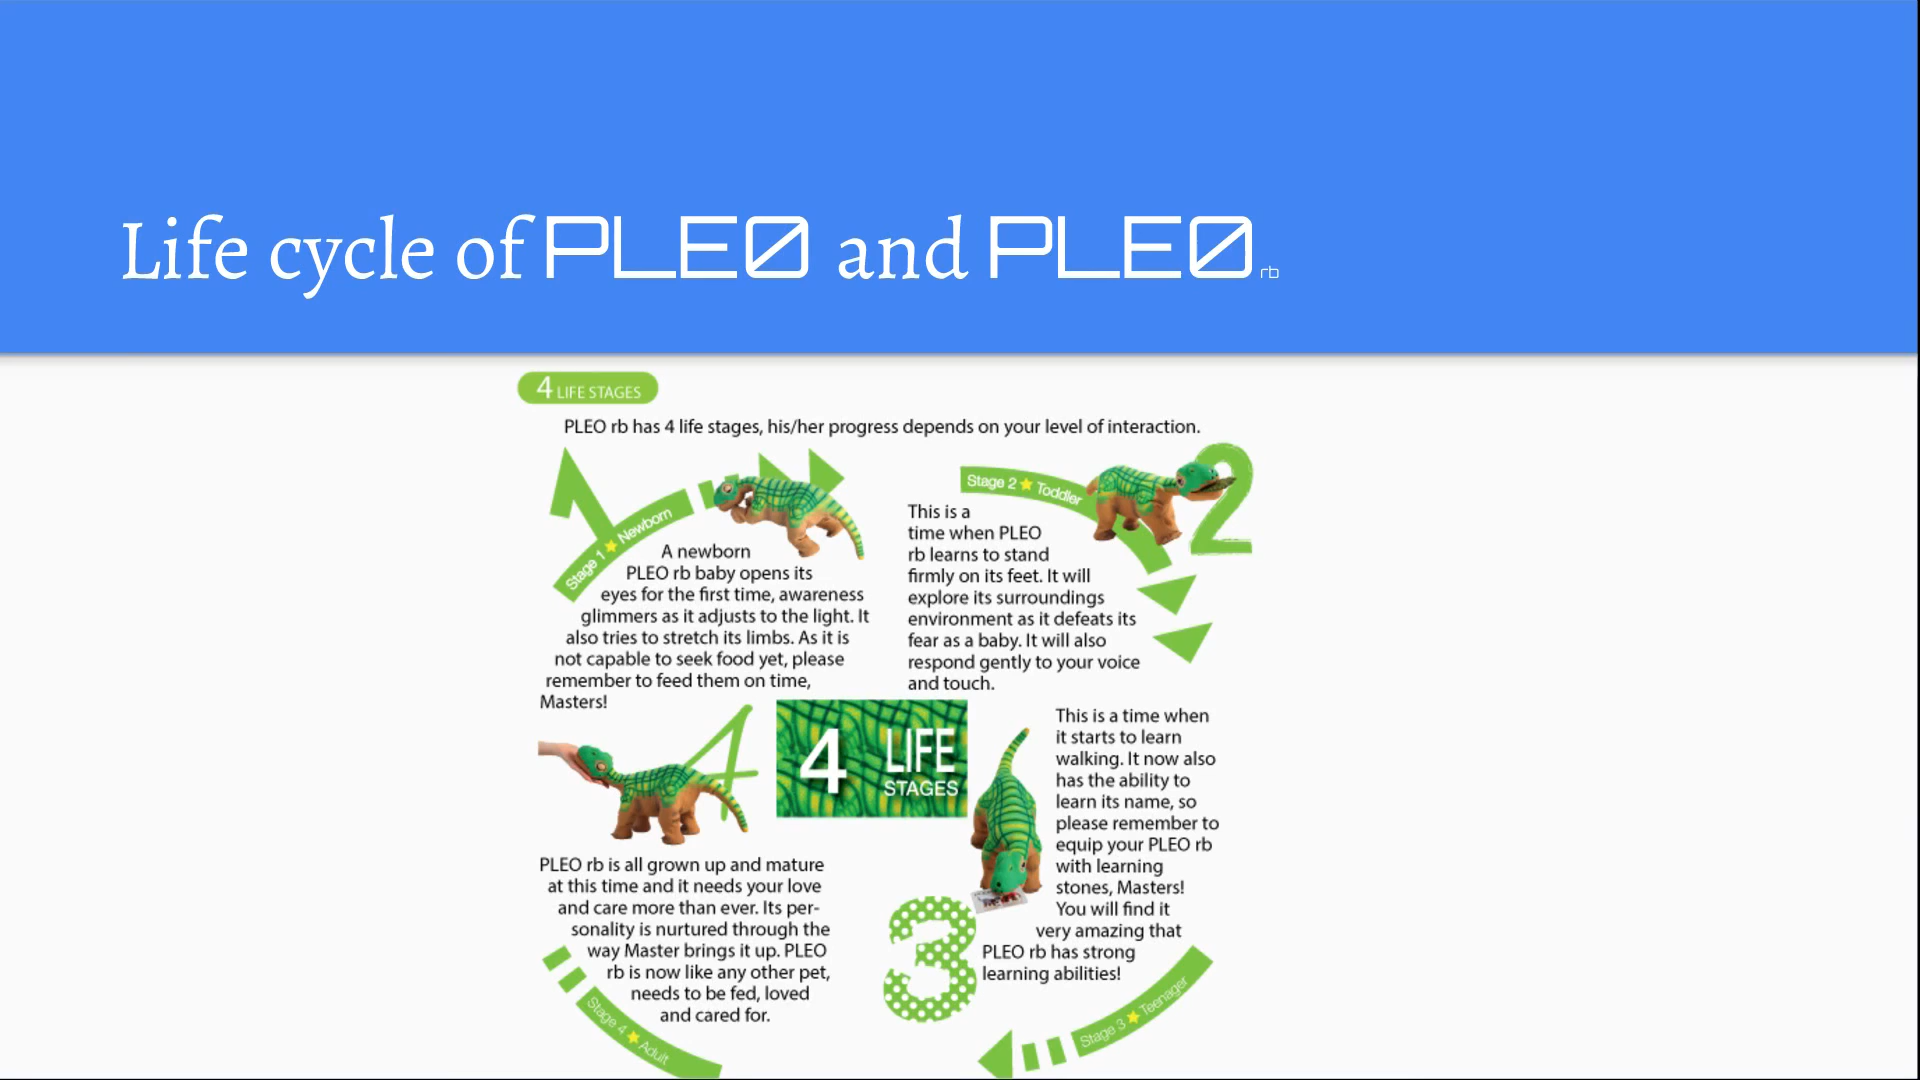 Life cycle of PLEO and PLEO rb
4 LIFE STAGES
PLEO rb has 4 life stages, his/her progress depends on your level of interaction.
1
Stage 1 Newborn
A newborn
PLEO rb baby opens its
eyes for the first time, awareness
glimmers as it adjusts to the light. It
also tries to stretch its limbs. As it is
not capable to seek food yet, please
remember to feed them on time,
Masters!
2
Stage 2 Toddler
This is a
time when PLEO
rb learns to stand
firmly on its feet. It will
explore its surroundings
environment as it defeats its
fear as a baby. It will also
respond gently to your voice
and touch.
4 LIFE
STAGES
This is a time when
it starts to learn
walking. It now also
has the ability to
learn its name, so
please remember to
equip your PLEO rb
with learning
stones, Masters!
You will find it
very amazing that
PLEO rb has strong
learning abilities!
3
Stage 3 Teenager
4
PLEO rb is all grown up and mature
at this time and it needs your love
and care more than ever. Its per-
sonality is nurtured through the
way Master brings it up. PLEO
rb is now like any other pet,
needs to be fed, loved
and cared for.
Stage 4 Adult